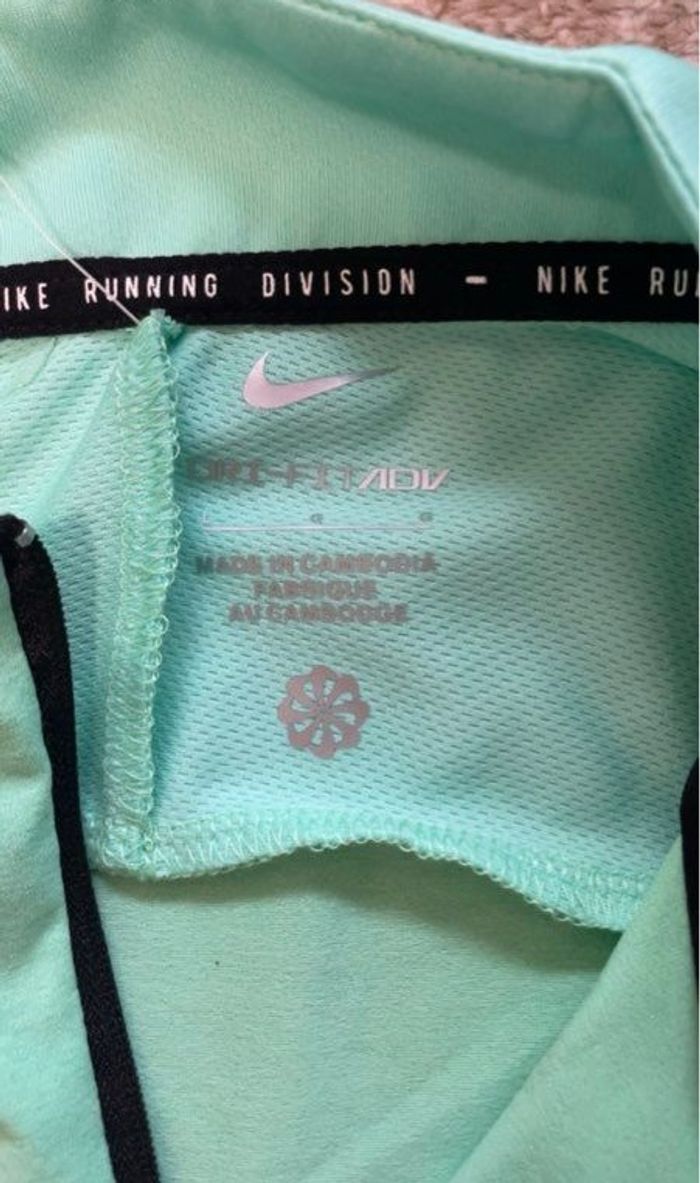 IKE RUNNING DIVISION - NIKE RU
DRI-FIT ADV
L G G
MADE IN CAMBODIA
FABRIQUE
AU CAMBODGE